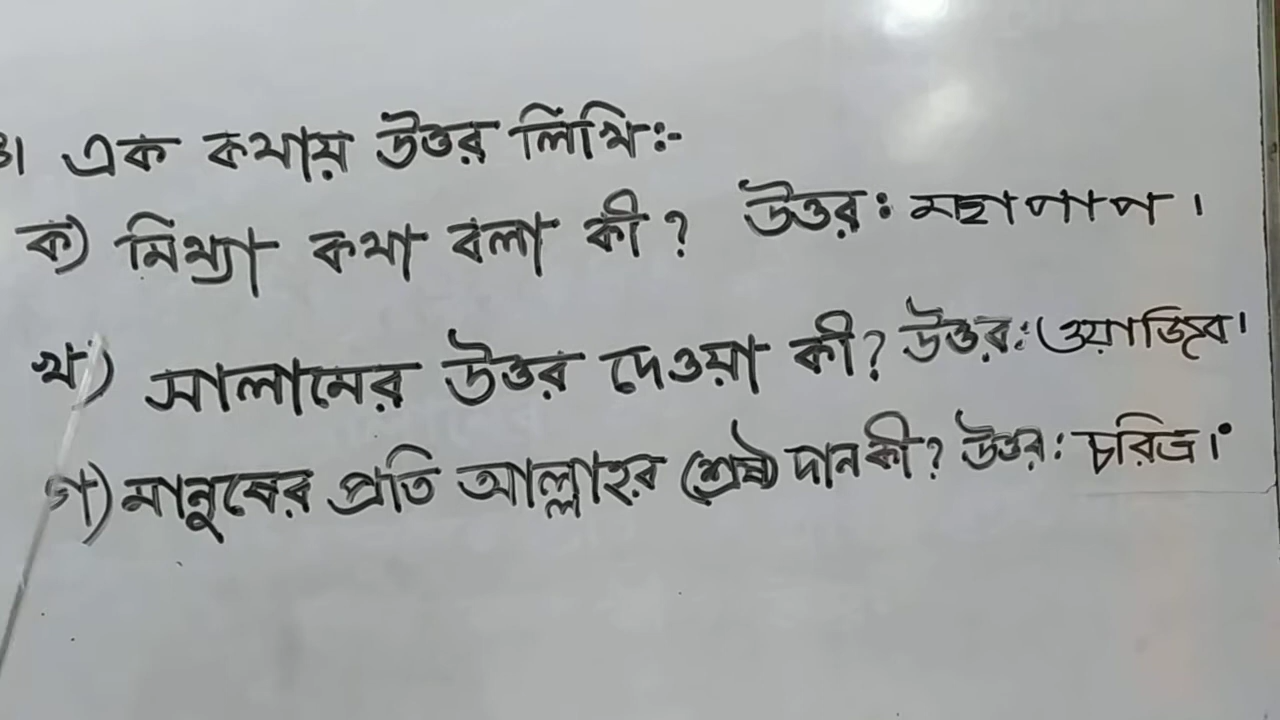 ৩। এক কথায় উত্তর লিখি:-
ক) মিথ্যা কথা বলা কী? উত্তর: মহাপাপ।
খ) সালামের উত্তর দেওয়া কী? উত্তর: ওয়াজিব।
গ) মানুষের প্রতি আল্লাহর শ্রেষ্ঠ দান কী? উত্তর: চরিত্র।